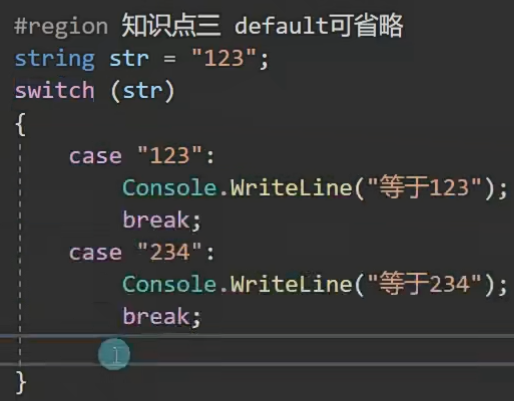 #region 知识点三 default可省略
string str = "123";
switch (str)
{
case "123":
Console.WriteLine("等于123");
break;
case "234":
Console.WriteLine("等于234");
break;
}